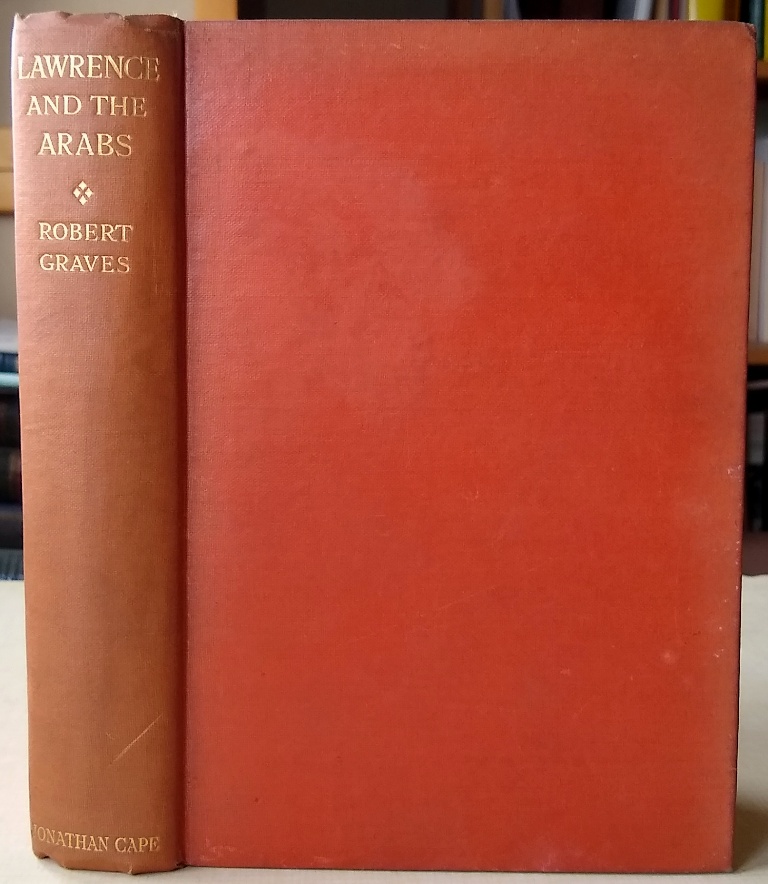 LAWRENCE
AND THE
ARABS
ROBERT
GRAVES
JONATHAN CAPE